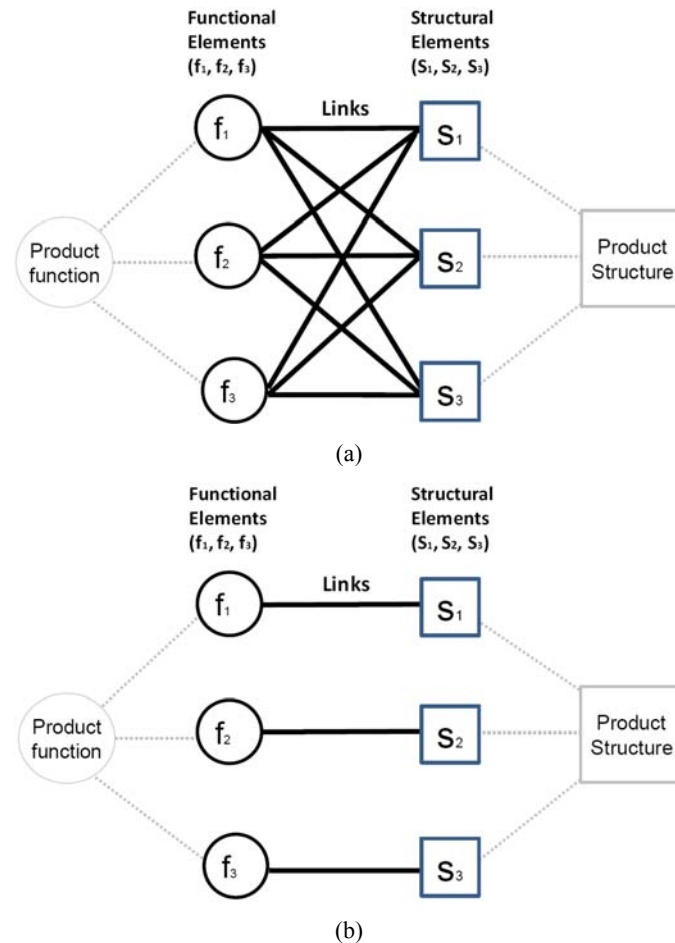 Functional
Elements
(f₁, f₂, f₃)
Structural
Elements
(S₁, S₂, S₃)
Links
f₁
S₁
Product
function
f₂
S₂
Product
Structure
f₃
S₃
(a)
Functional
Elements
(f₁, f₂, f₃)
Structural
Elements
(S₁, S₂, S₃)
Links
f₁
S₁
Product
function
f₂
S₂
Product
Structure
f₃
S₃
(b)